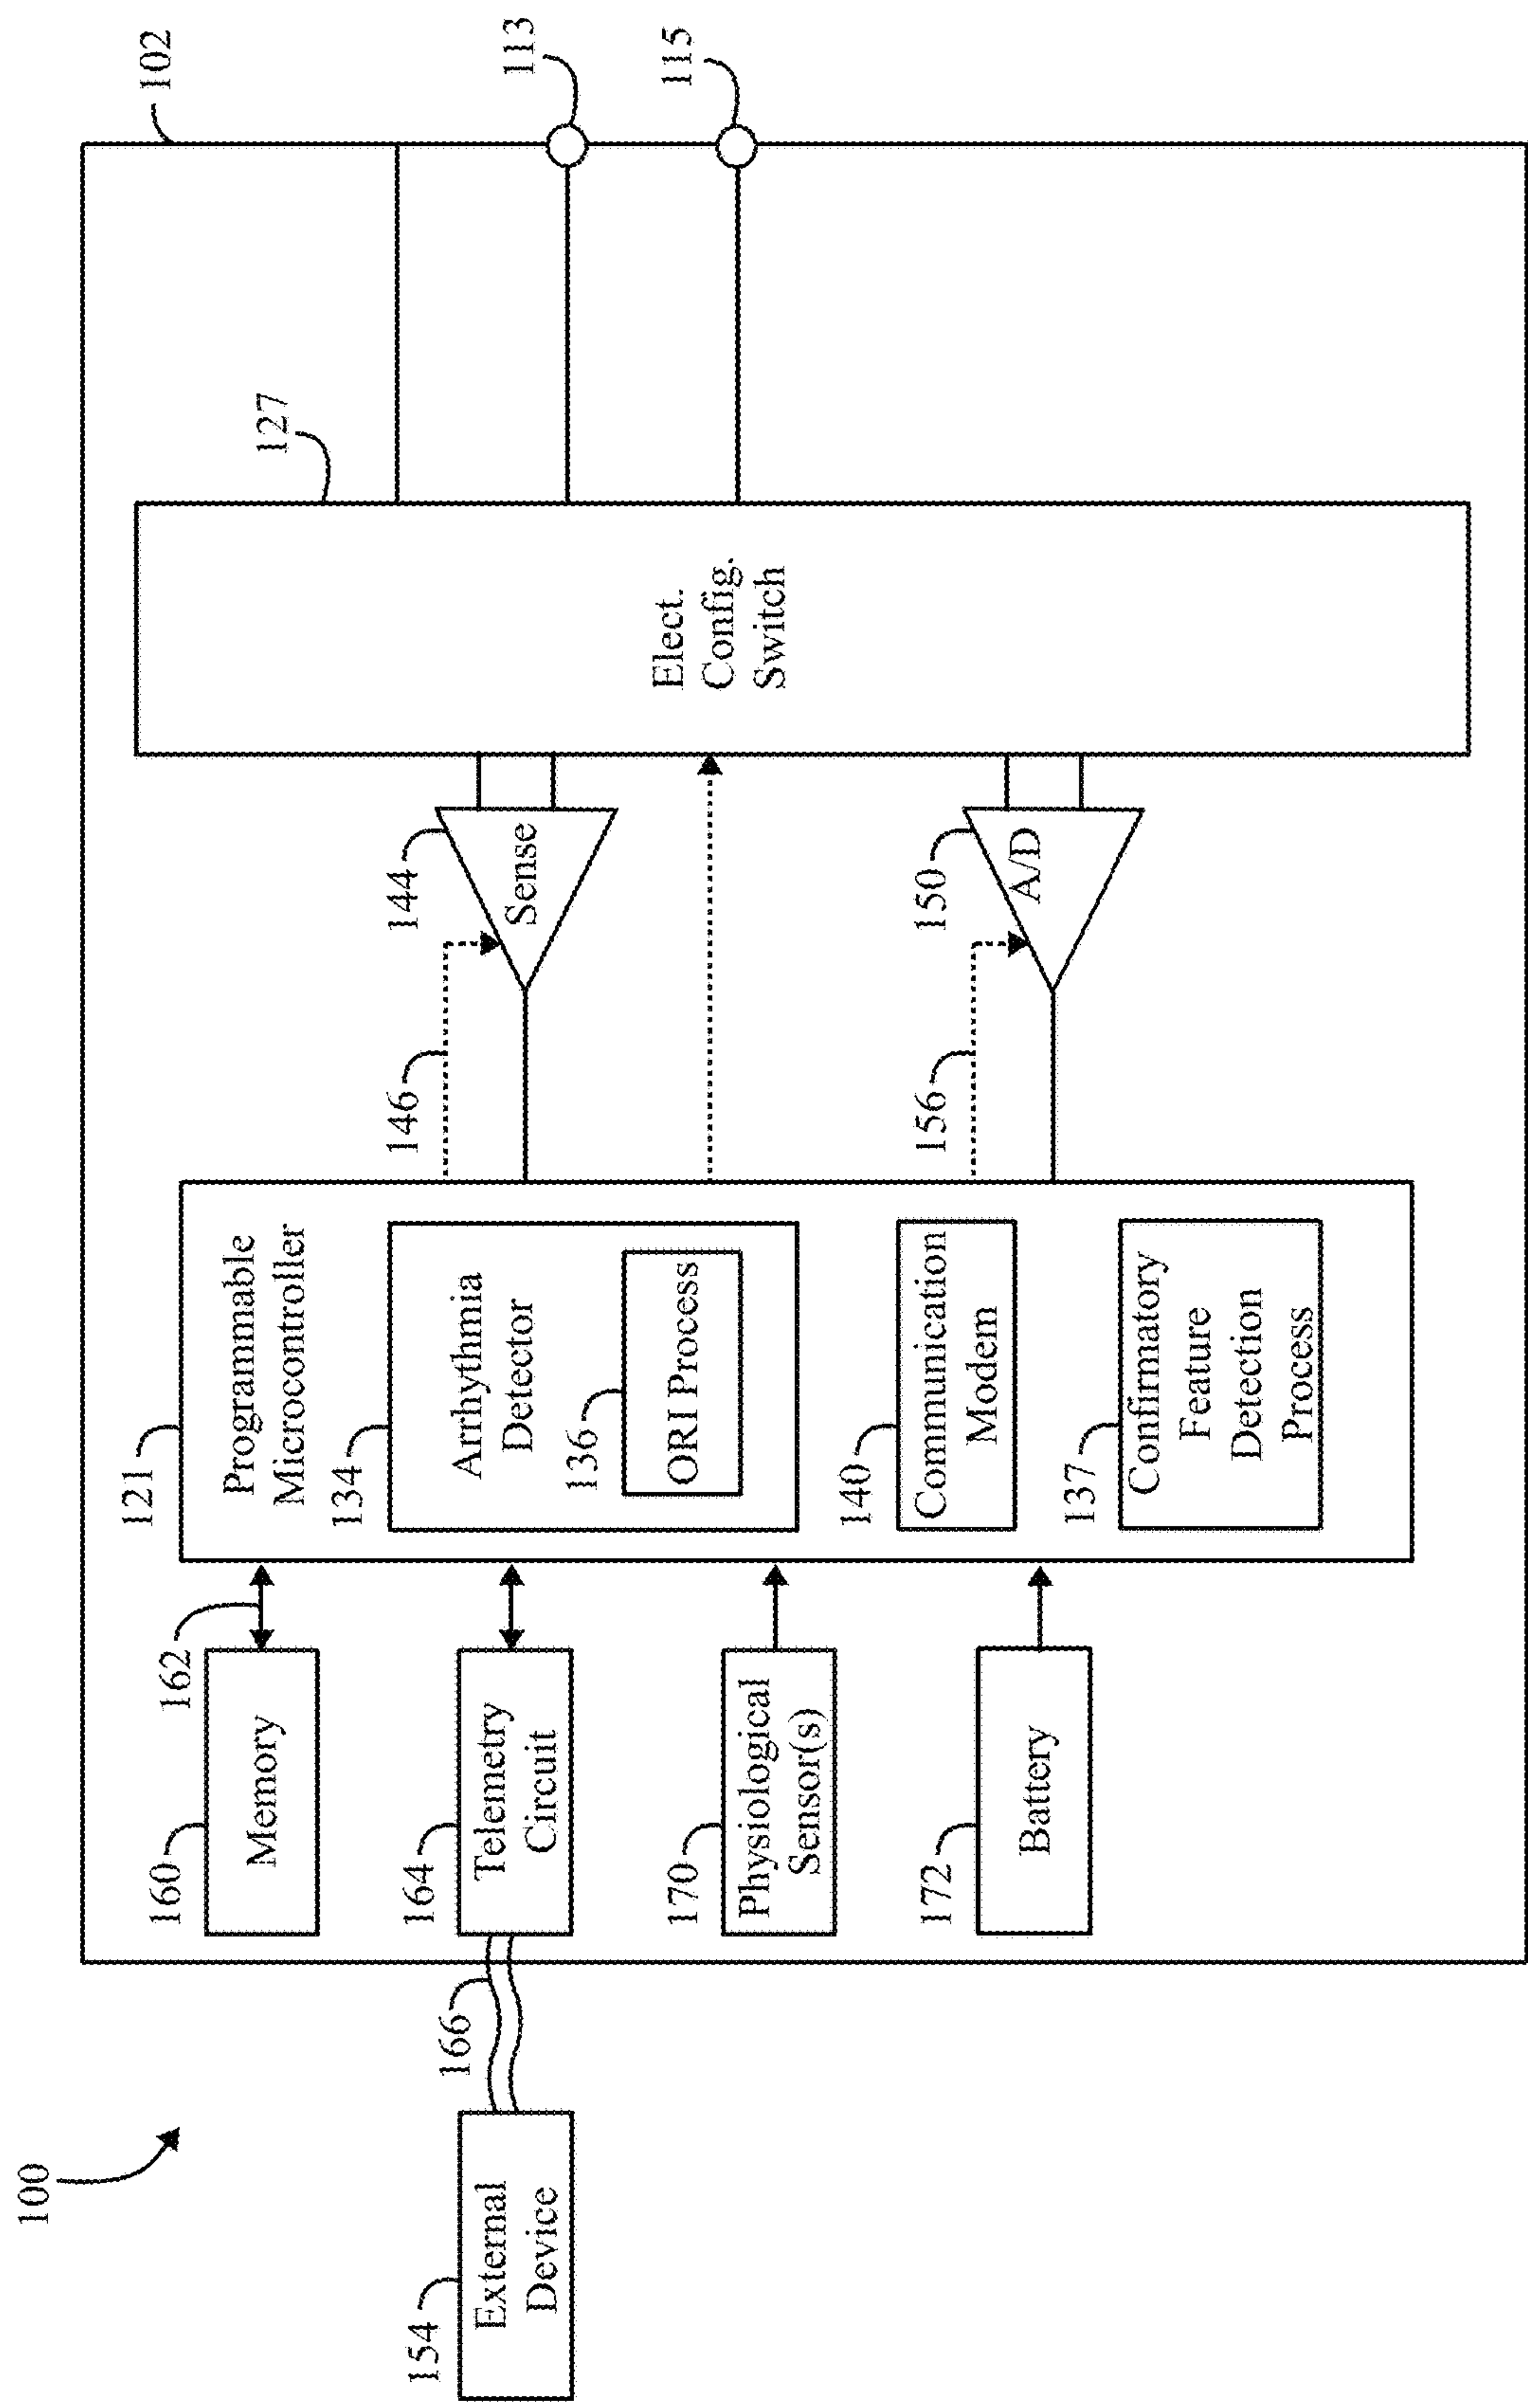 100
102
154
External
Device
166
160
Memory
162
164
Telemetry
Circuit
170
Physiological
Sensor(s)
172
Battery
121
Programmable
Microcontroller
134
Arrhythmia
Detector
136
ORI Process
140
Communication
Modem
137
Confirmatory
Feature
Detection
Process
146
144
Sense
156
150
A/D
127
Elect.
Config.
Switch
113
115